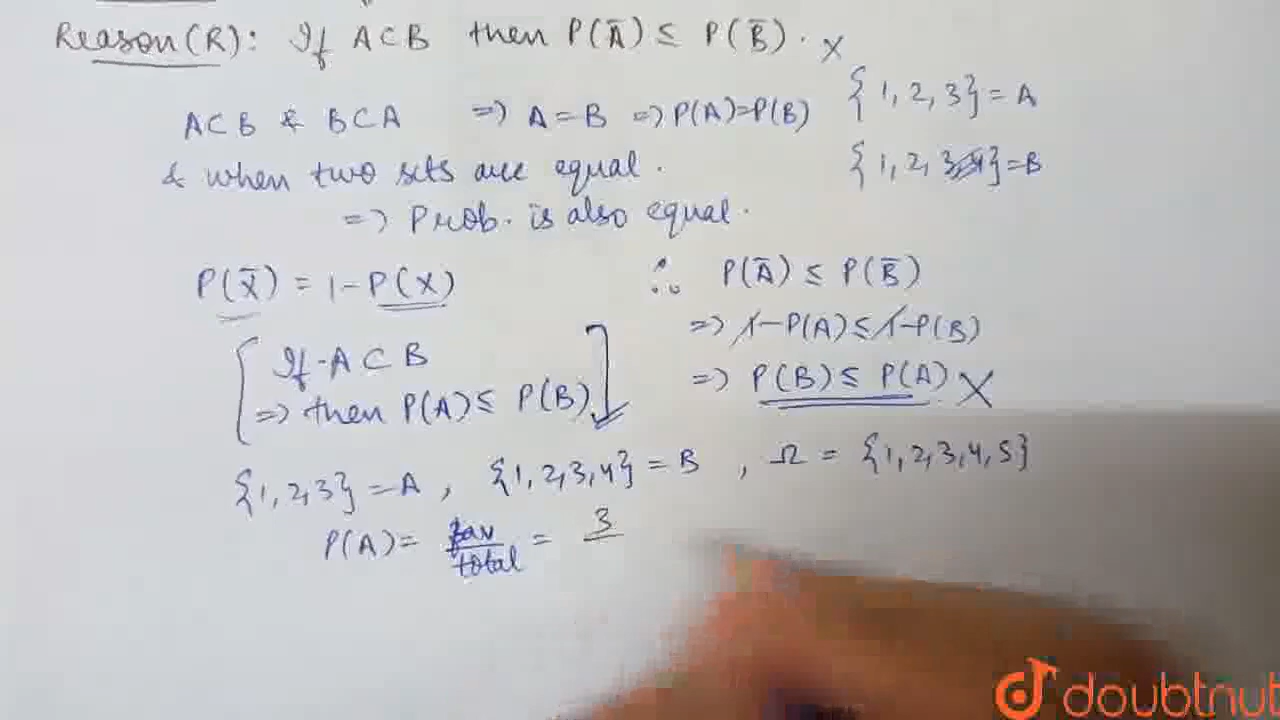 Reason(R): If A⊂B then P(Ā) ≤ P(B̄). ×
A⊂B & B⊂A ⇒ A=B ⇒ P(A)=P(B)
{1,2,3}=A
& when two sets are equal.
{1,2,3}=B
⇒ Prob. is also equal.
P(X̄) = 1-P(X)
∴ P(Ā) ≤ P(B̄)
⇒ 1-P(A) ≤ 1-P(B)
⇒ P(B) ≤ P(A) ×
[ If A⊂B
⇒ then P(A) ≤ P(B) ]
{1,2,3} = A, {1,2,3,4} = B, Ω = {1,2,3,4,5}
P(A) = fav/total = 3
doubtnut